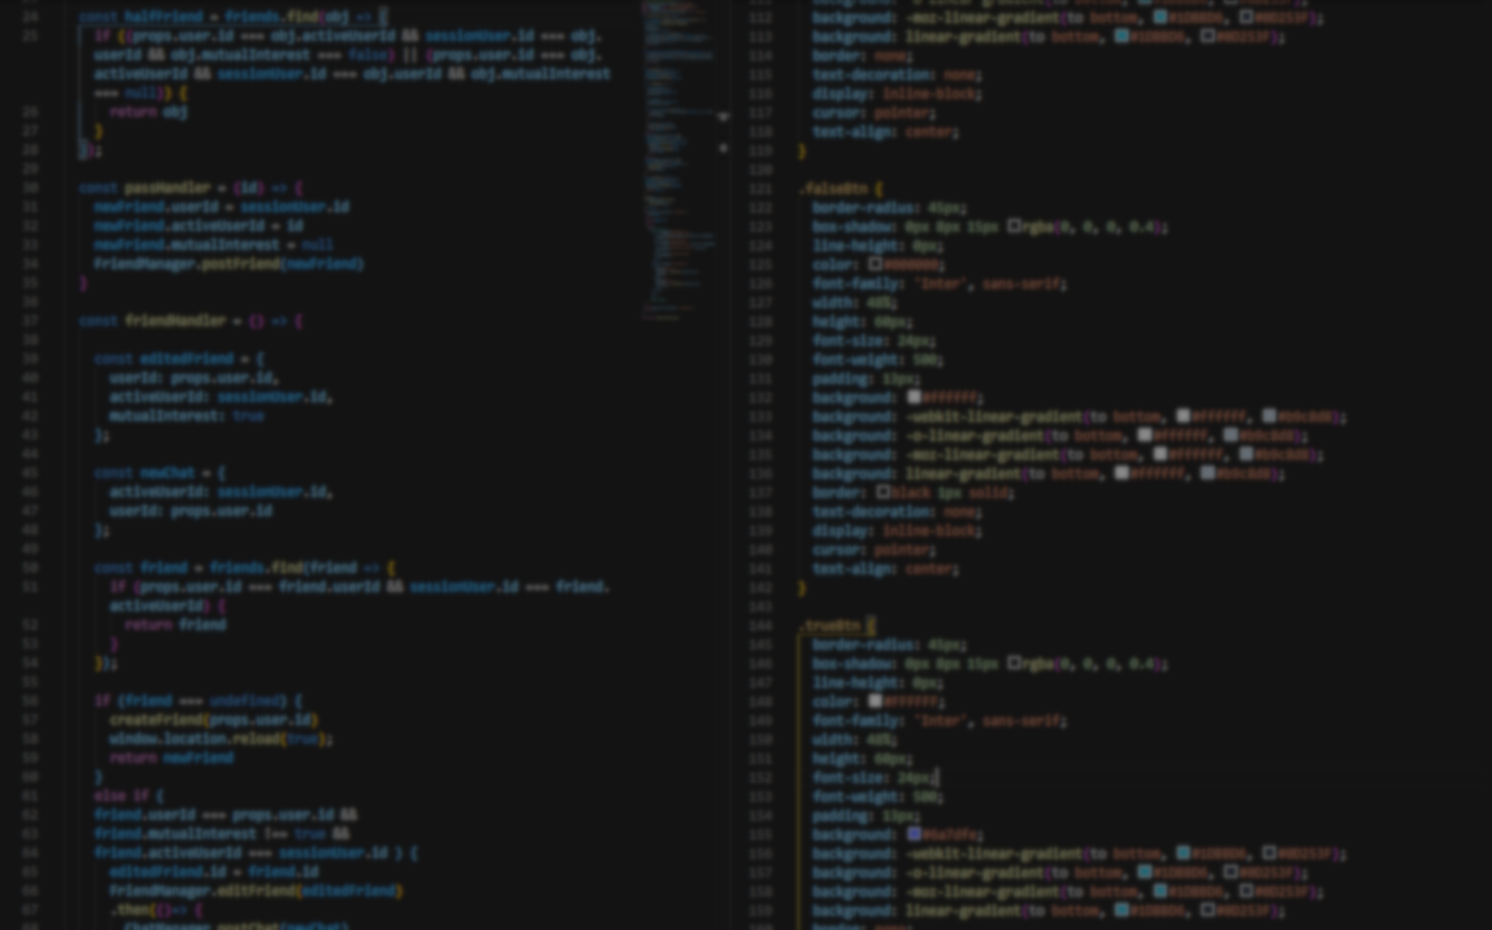 24 const halfFriend = friends.find(obj => {
25 if ((props.user.id === obj.activeUserId && sessionUser.id === obj.
userId && obj.mutualInterest === false) || (props.user.id === obj.
activeUserId && sessionUser.id === obj.userId && obj.mutualInterest
=== null)) {
26 return obj
27 }
28 });
29
30 const passHandler = (id) => {
31 newFriend.userId = sessionUser.id
32 newFriend.activeUserId = id
33 newFriend.mutualInterest = null
34 friendManager.postFriend(newFriend)
35 }
36
37 const friendHandler = () => {
38
39 const editedFriend = {
40 userId: props.user.id,
41 activeUserId: sessionUser.id,
42 mutualInterest: true
43 };
44
45 const newChat = {
46 activeUserId: sessionUser.id,
47 userId: props.user.id
48 };
49
50 const friend = friends.find(friend => {
51 if (props.user.id === friend.userId && sessionUser.id === friend.
activeUserId) {
52 return friend
53 }
54 });
55
56 if (friend === undefined) {
57 createFriend(props.user.id)
58 window.location.reload(true);
59 return newFriend
60 }
61 else if (
62 friend.userId === props.user.id &&
63 friend.mutualInterest !== true &&
64 friend.activeUserId === sessionUser.id ) {
65 editedFriend.id = friend.id
66 friendManager.editFriend(editedFriend)
67 .then(()=> {
112 background: -moz-linear-gradient(to bottom, #1DBBD6, #0D253F);
113 background: linear-gradient(to bottom, #1DBBD6, #0D253F);
114 border: none;
115 text-decoration: none;
116 display: inline-block;
117 cursor: pointer;
118 text-align: center;
119 }
120
121 .falseBtn {
122 border-radius: 45px;
123 box-shadow: 0px 8px 15px rgba(0, 0, 0, 0.4);
124 line-height: 0px;
125 color: #000000;
126 font-family: 'Inter', sans-serif;
127 width: 48%;
128 height: 60px;
129 font-size: 24px;
130 font-weight: 500;
131 padding: 13px;
132 background: #ffffff;
133 background: -webkit-linear-gradient(to bottom, #ffffff, #b0c8d8);
134 background: -o-linear-gradient(to bottom, #ffffff, #b0c8d8);
135 background: -moz-linear-gradient(to bottom, #ffffff, #b0c8d8);
136 background: linear-gradient(to bottom, #ffffff, #b0c8d8);
137 border: black 1px solid;
138 text-decoration: none;
139 display: inline-block;
140 cursor: pointer;
141 text-align: center;
142 }
143
144 .trueBtn {
145 border-radius: 45px;
146 box-shadow: 0px 8px 15px rgba(0, 0, 0, 0.4);
147 line-height: 0px;
148 color: #ffffff;
149 font-family: 'Inter', sans-serif;
150 width: 48%;
151 height: 60px;
152 font-size: 24px;
153 font-weight: 500;
154 padding: 13px;
155 background:
156 background: -webkit-linear-gradient(to bottom, #1DBBD6, #0D253F);
157 background: -o-linear-gradient(to bottom, #1DBBD6, #0D253F);
158 background: -moz-linear-gradient(to bottom, #1DBBD6, #0D253F);
159 background: linear-gradient(to bottom, #1DBBD6, #0D253F);